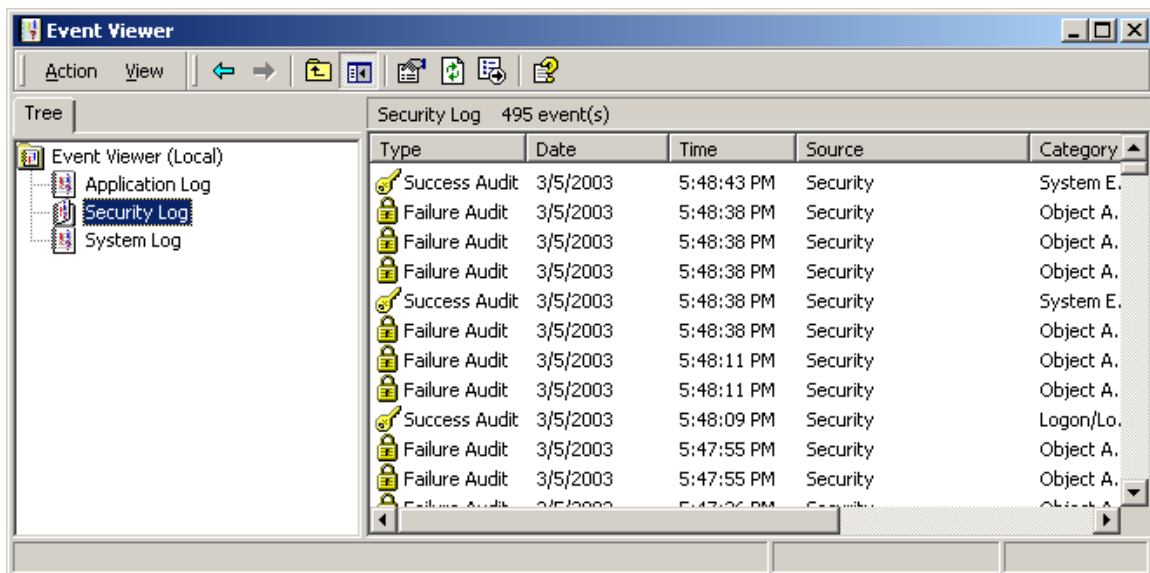 Event Viewer
Action View
Tree
Security Log 495 event(s)
Event Viewer (Local)
Application Log
Security Log
System Log
Type Date Time Source Category
Success Audit 3/5/2003 5:48:43 PM Security System E.
Failure Audit 3/5/2003 5:48:38 PM Security Object A.
Failure Audit 3/5/2003 5:48:38 PM Security Object A.
Failure Audit 3/5/2003 5:48:38 PM Security Object A.
Success Audit 3/5/2003 5:48:38 PM Security System E.
Failure Audit 3/5/2003 5:48:38 PM Security Object A.
Failure Audit 3/5/2003 5:48:11 PM Security Object A.
Failure Audit 3/5/2003 5:48:11 PM Security Object A.
Success Audit 3/5/2003 5:48:09 PM Security Logon/Lo.
Failure Audit 3/5/2003 5:47:55 PM Security Object A.
Failure Audit 3/5/2003 5:47:55 PM Security Object A.